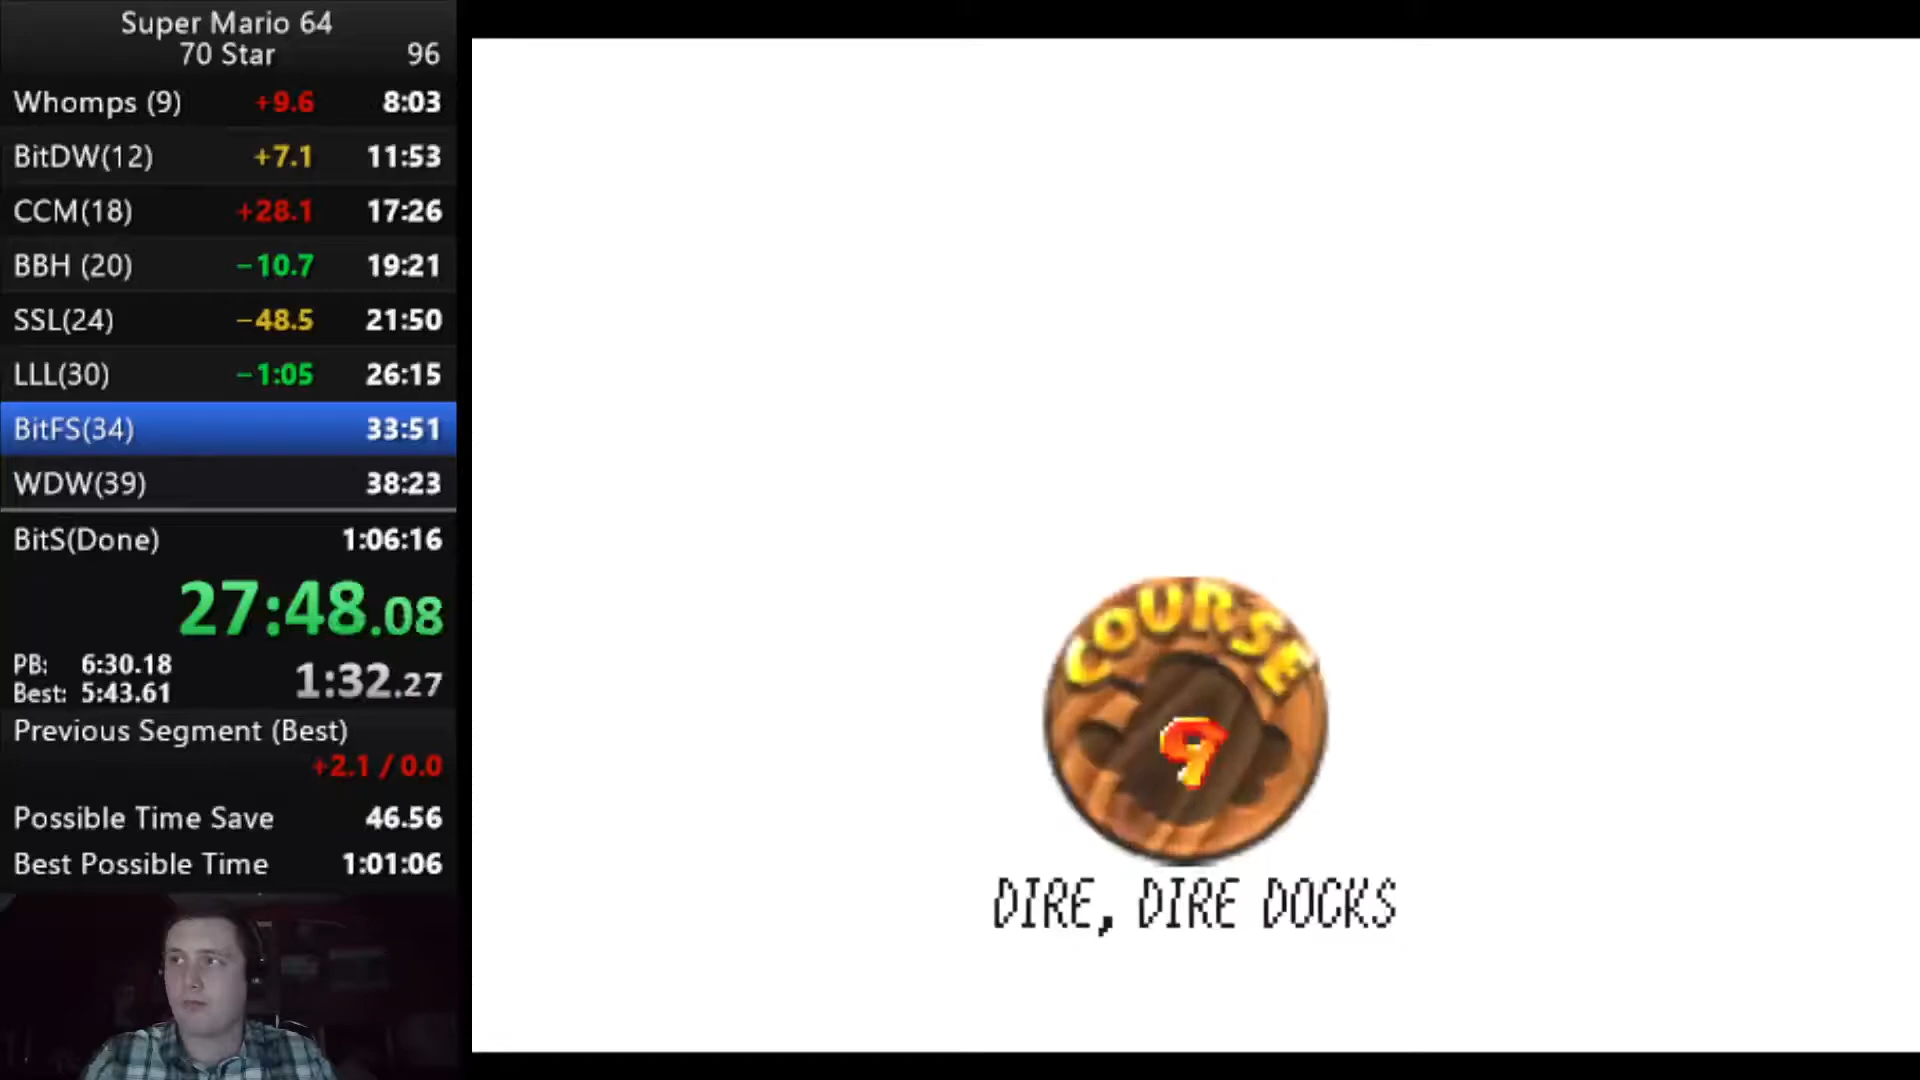 Super Mario 64
70 Star 96
Whomps (9) +9.6 8:03
BitDW(12) +7.1 11:53
CCM(18) +28.1 17:26
BBH (20) −10.7 19:21
SSL(24) −48.5 21:50
LLL(30) −1:05 26:15
BitFS(34) 33:51
WDW(39) 38:23
BitS(Done) 1:06:16
27:48.08
PB: 6:30.18
Best: 5:43.61
1:32.27
Previous Segment (Best)
+2.1 / 0.0
Possible Time Save 46.56
Best Possible Time 1:01:06
COURSE
9
DIRE, DIRE DOCKS